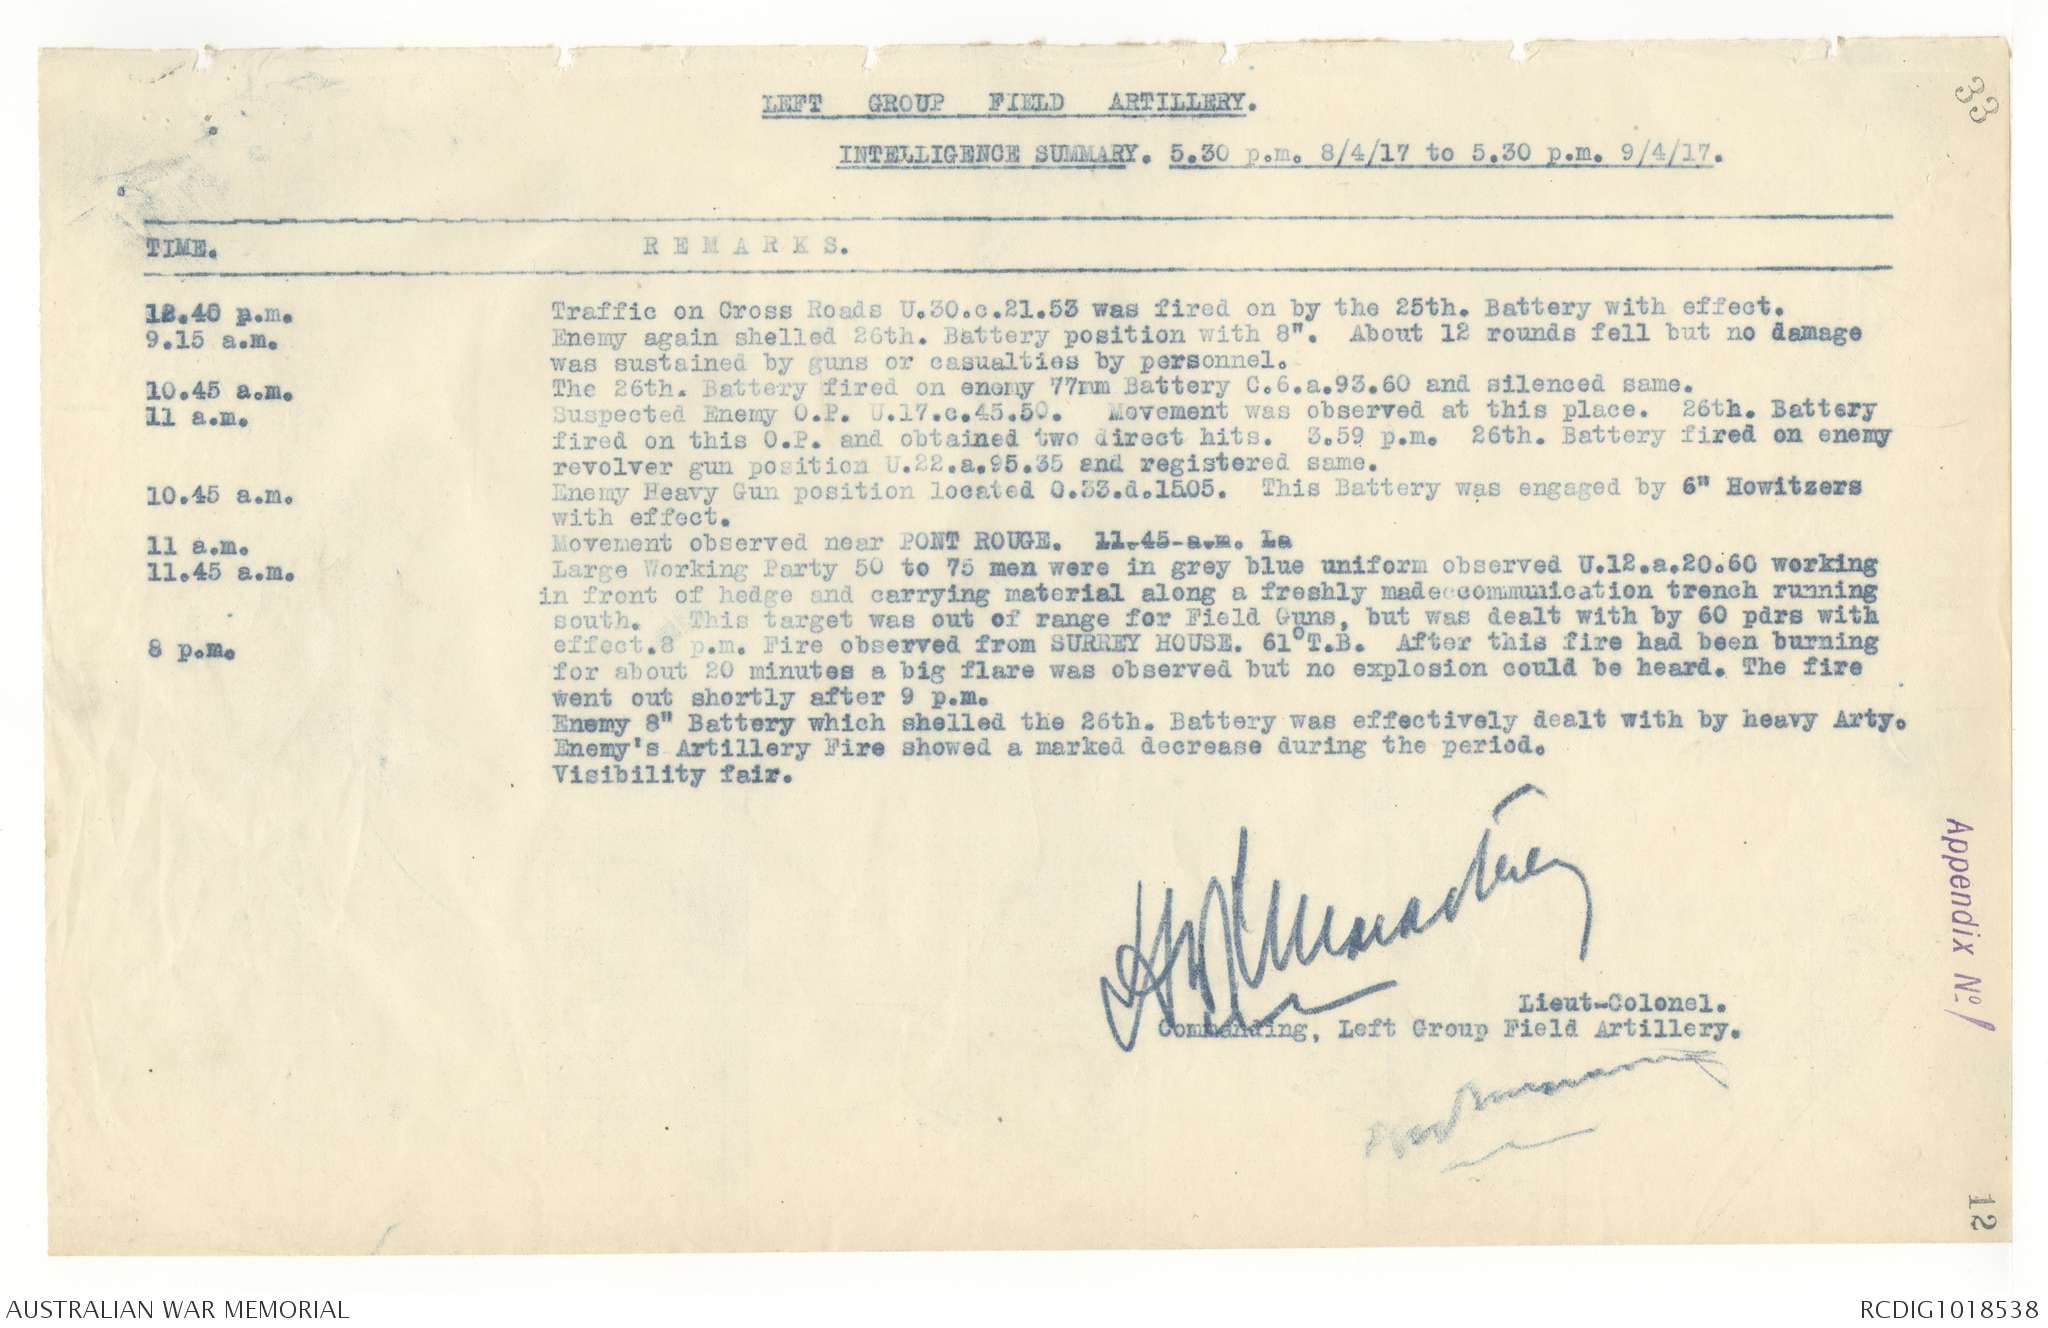 33
LEFT GROUP FIELD ARTILLERY.
INTELLIGENCE SUMMARY. 5.30 p.m. 8/4/17 to 5.30 p.m. 9/4/17.
TIME. REMARKS.
12.40 p.m. Traffic on Cross Roads U.30.c.21.53 was fired on by the 25th. Battery with effect.
9.15 a.m. Enemy again shelled 26th. Battery position with 8". About 12 rounds fell but no damage
was sustained by guns or casualties by personnel.
10.45 a.m. The 26th. Battery fired on enemy 77mm Battery C.6.a.93.60 and silenced same.
11 a.m. Suspected Enemy O.P. U.17.c.45.50. Movement was observed at this place. 26th. Battery
fired on this O.P. and obtained two direct hits. 3.59 p.m. 26th. Battery fired on enemy
revolver gun position U.22.a.95.35 and registered same.
10.45 a.m. Enemy Heavy Gun position located O.33.d.1505. This Battery was engaged by 6" Howitzers
with effect.
11 a.m. Movement observed near PONT ROUGE. 11.45 a.m. La
11.45 a.m. Large Working Party 50 to 75 men were in grey blue uniform observed U.12.a.20.60 working
in front of hedge and carrying material along a freshly made communication trench running
south. This target was out of range for Field Guns, but was dealt with by 60 pdrs with
8 p.m. effect.8 p.m. Fire observed from SURREY HOUSE. 61°T.B. After this fire had been burning
for about 20 minutes a big flare was observed but no explosion could be heard. The fire
went out shortly after 9 p.m.
Enemy 8" Battery which shelled the 26th. Battery was effectively dealt with by heavy Arty.
Enemy's Artillery Fire showed a marked decrease during the period.
Visibility fair.
Lieut-Colonel.
Commanding, Left Group Field Artillery.
Appendix No. 1
12
AUSTRALIAN WAR MEMORIAL
RCDIG1018538